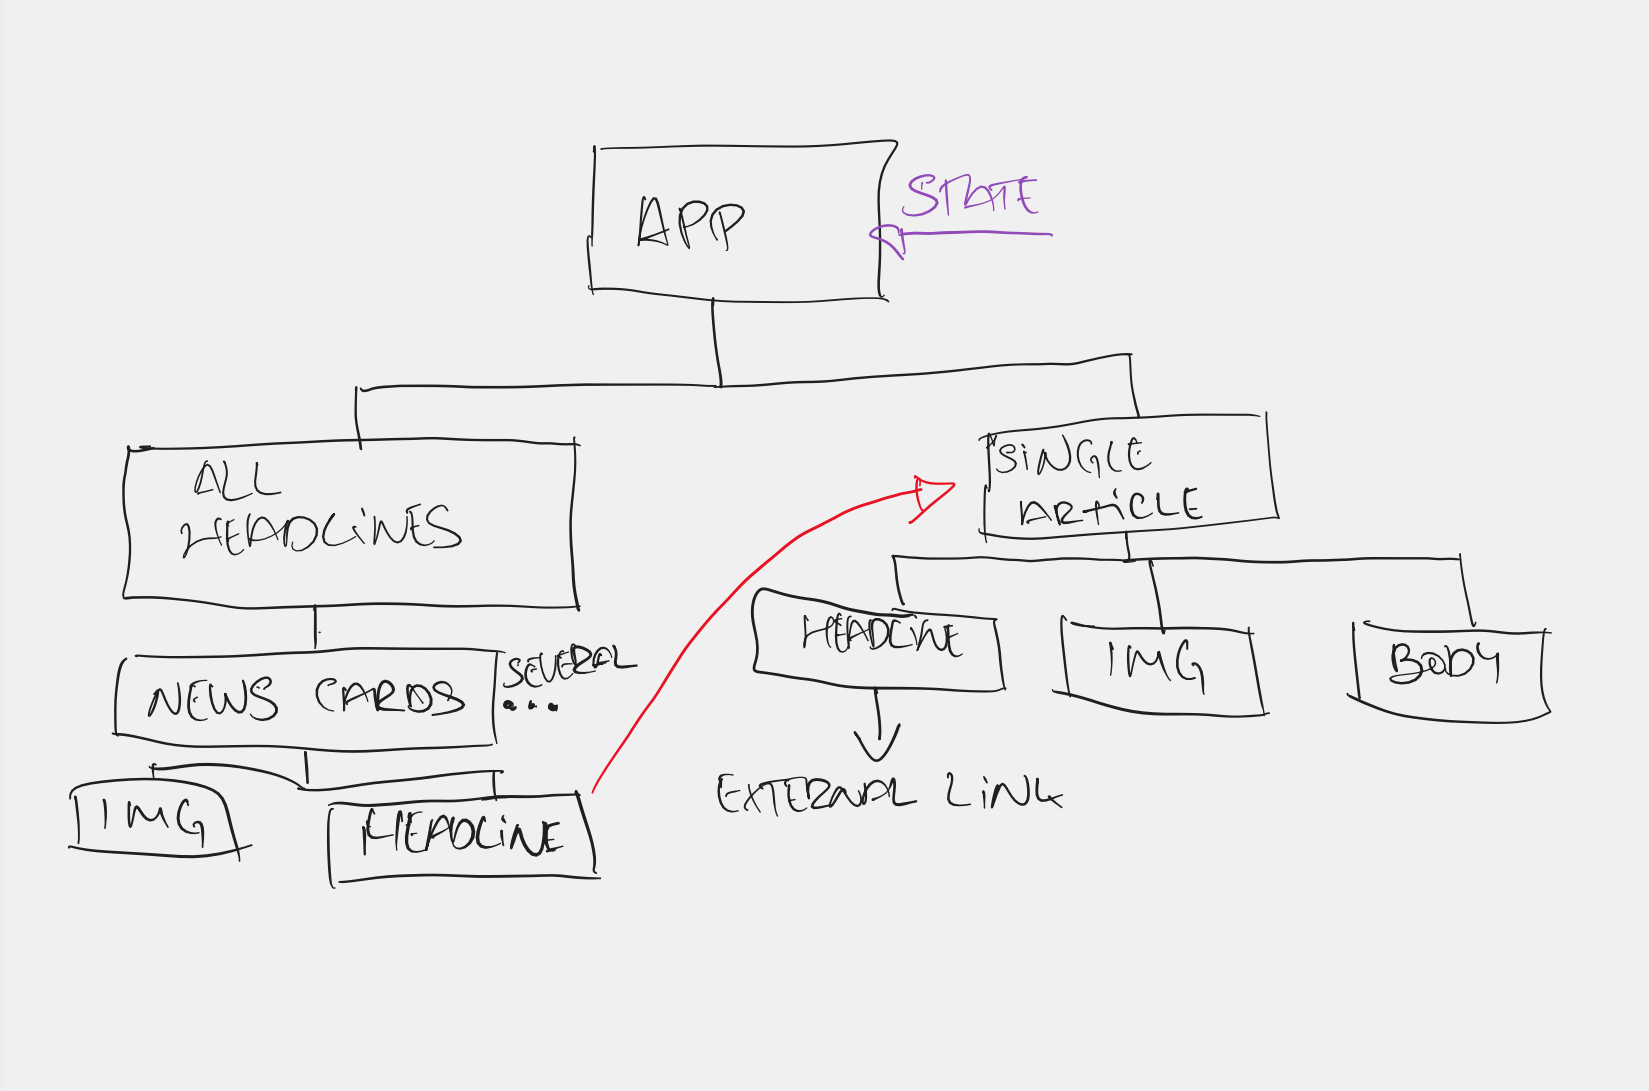 APP
STATE
ALL
HEADLINES
SINGLE
ARTICLE
NEWS CARDS
SEVERAL
...
HEADLINE
IMG
BODY
IMG
HEADLINE
EXTERNAL LINK